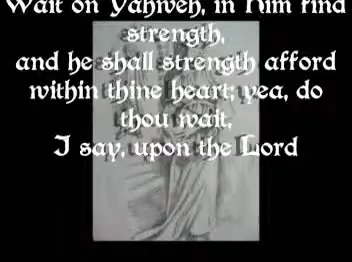 Wait on Yahweh, in Him find
strength,
and he shall strength afford
within thine heart; yea, do
thou wait,
I say, upon the Lord